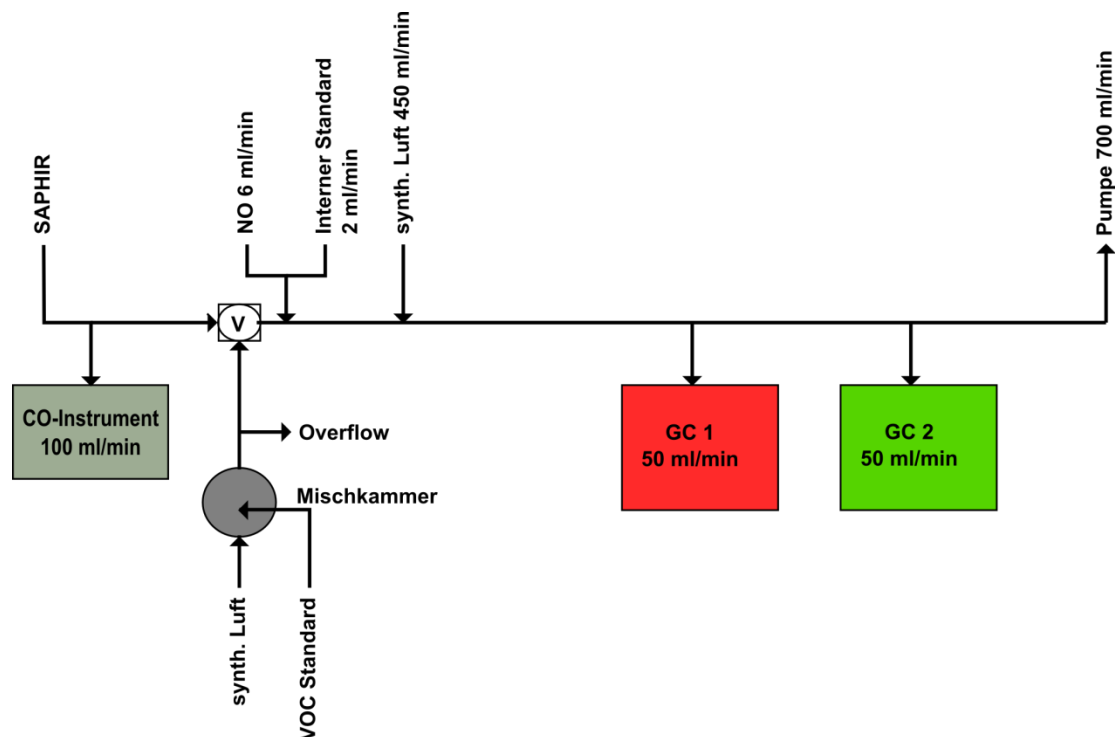 SAPHIR
NO 6 ml/min
Interner Standard
2 ml/min
synth. Luft 450 ml/min
Pumpe 700 ml/min
V
CO-Instrument
100 ml/min
Overflow
GC 1
50 ml/min
GC 2
50 ml/min
Mischkammer
synth. Luft
VOC Standard